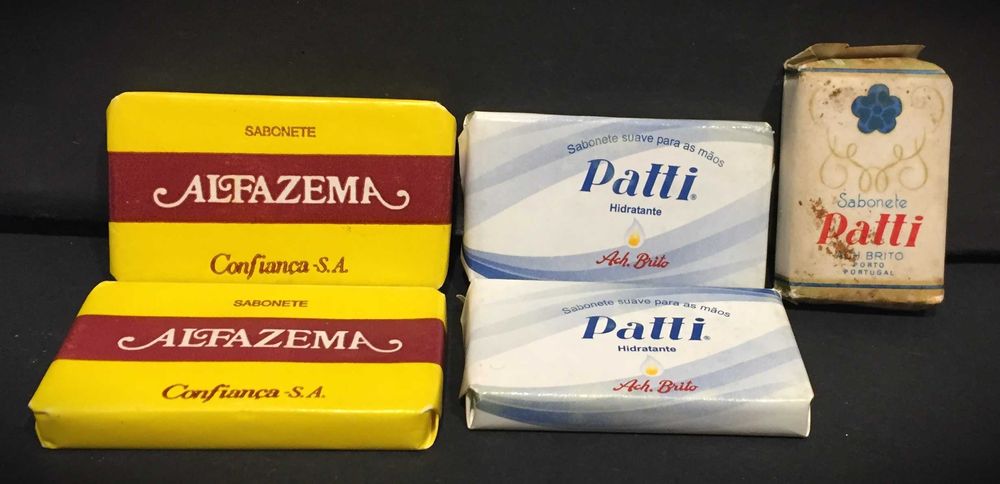 SABONETE
ALFAZEMA
Confiança - S.A.
SABONETE
ALFAZEMA
Confiança - S.A.
Sabonete suave para as mãos
Patti®
Hidratante
Ach. Brito
Sabonete suave para as mãos
Patti®
Hidratante
Ach. Brito
Sabonete
Patti
ACH. BRITO
PORTO
PORTUGAL